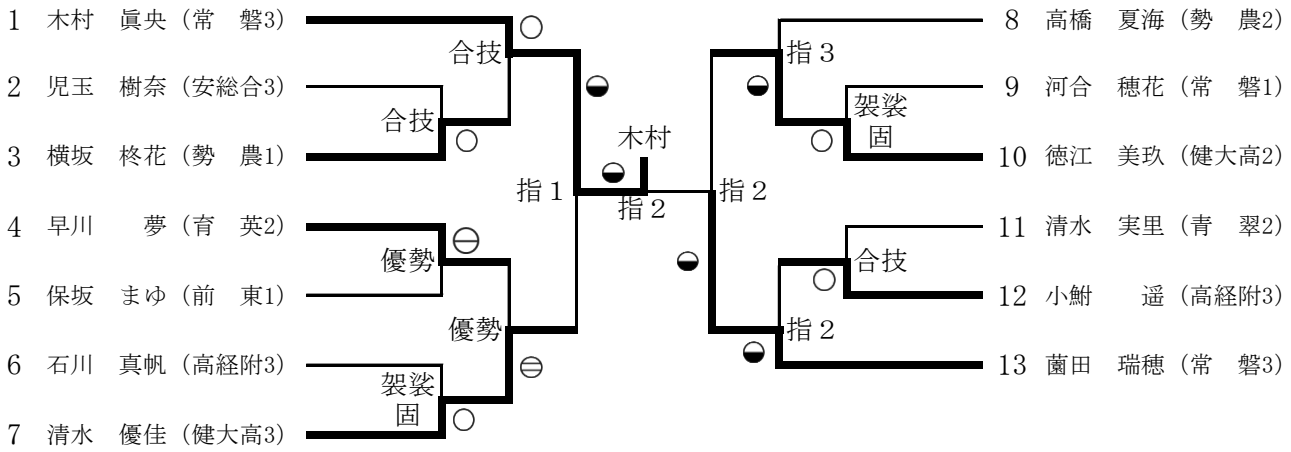 1 木村 眞央（常 磐3）
2 児玉 樹奈（安総合3）
3 横坂 柊花（勢 農1）
4 早川 夢（育 英2）
5 保坂 まゆ（前 東1）
6 石川 真帆（高経附3）
7 清水 優佳（健大高3）
合技
合技
優勢
優勢
袈裟
固
指１
木村
指２
指２
指３
袈裟
固
合技
指２
8 高橋 夏海（勢 農2）
9 河合 穂花（常 磐1）
10 徳江 美玖（健大高2）
11 清水 実里（青 翠2）
12 小鮒 遥（高経附3）
13 薗田 瑞穂（常 磐3）